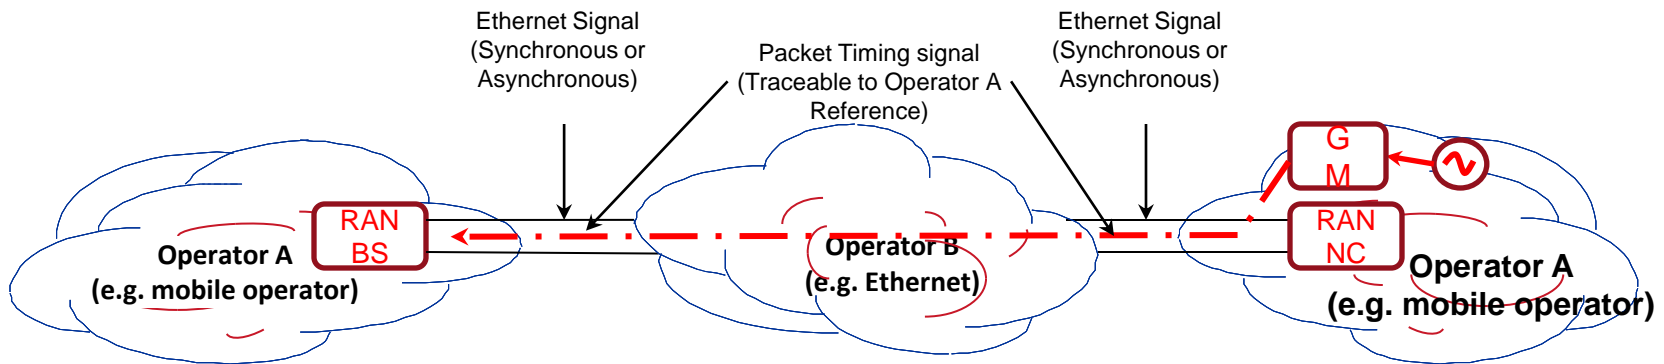 Ethernet Signal
(Synchronous or
Asynchronous)
Packet Timing signal
(Traceable to Operator A
Reference)
Ethernet Signal
(Synchronous or
Asynchronous)
G
M
RAN
BS
RAN
NC
Operator A
(e.g. mobile operator)
Operator B
(e.g. Ethernet)
Operator A
(e.g. mobile operator)